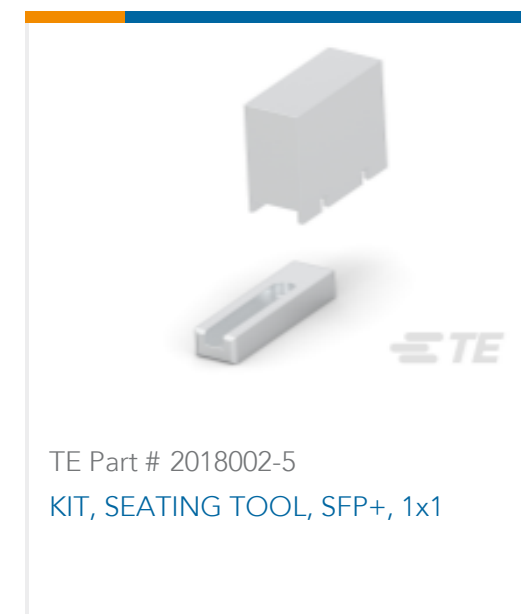 TE
TE Part # 2018002-5
KIT, SEATING TOOL, SFP+, 1x1